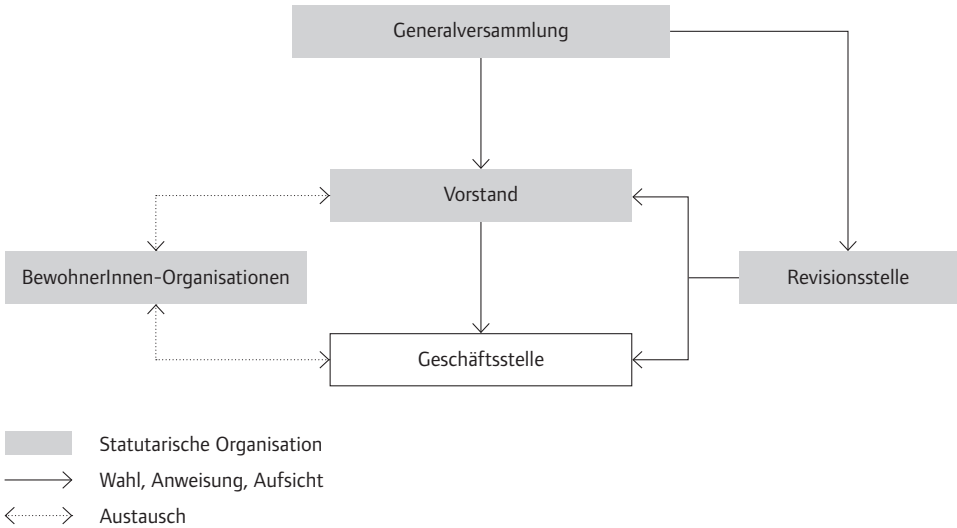 Generalversammlung
Vorstand
BewohnerInnen-Organisationen
Revisionsstelle
Geschäftsstelle
Statutarische Organisation
Wahl, Anweisung, Aufsicht
Austausch